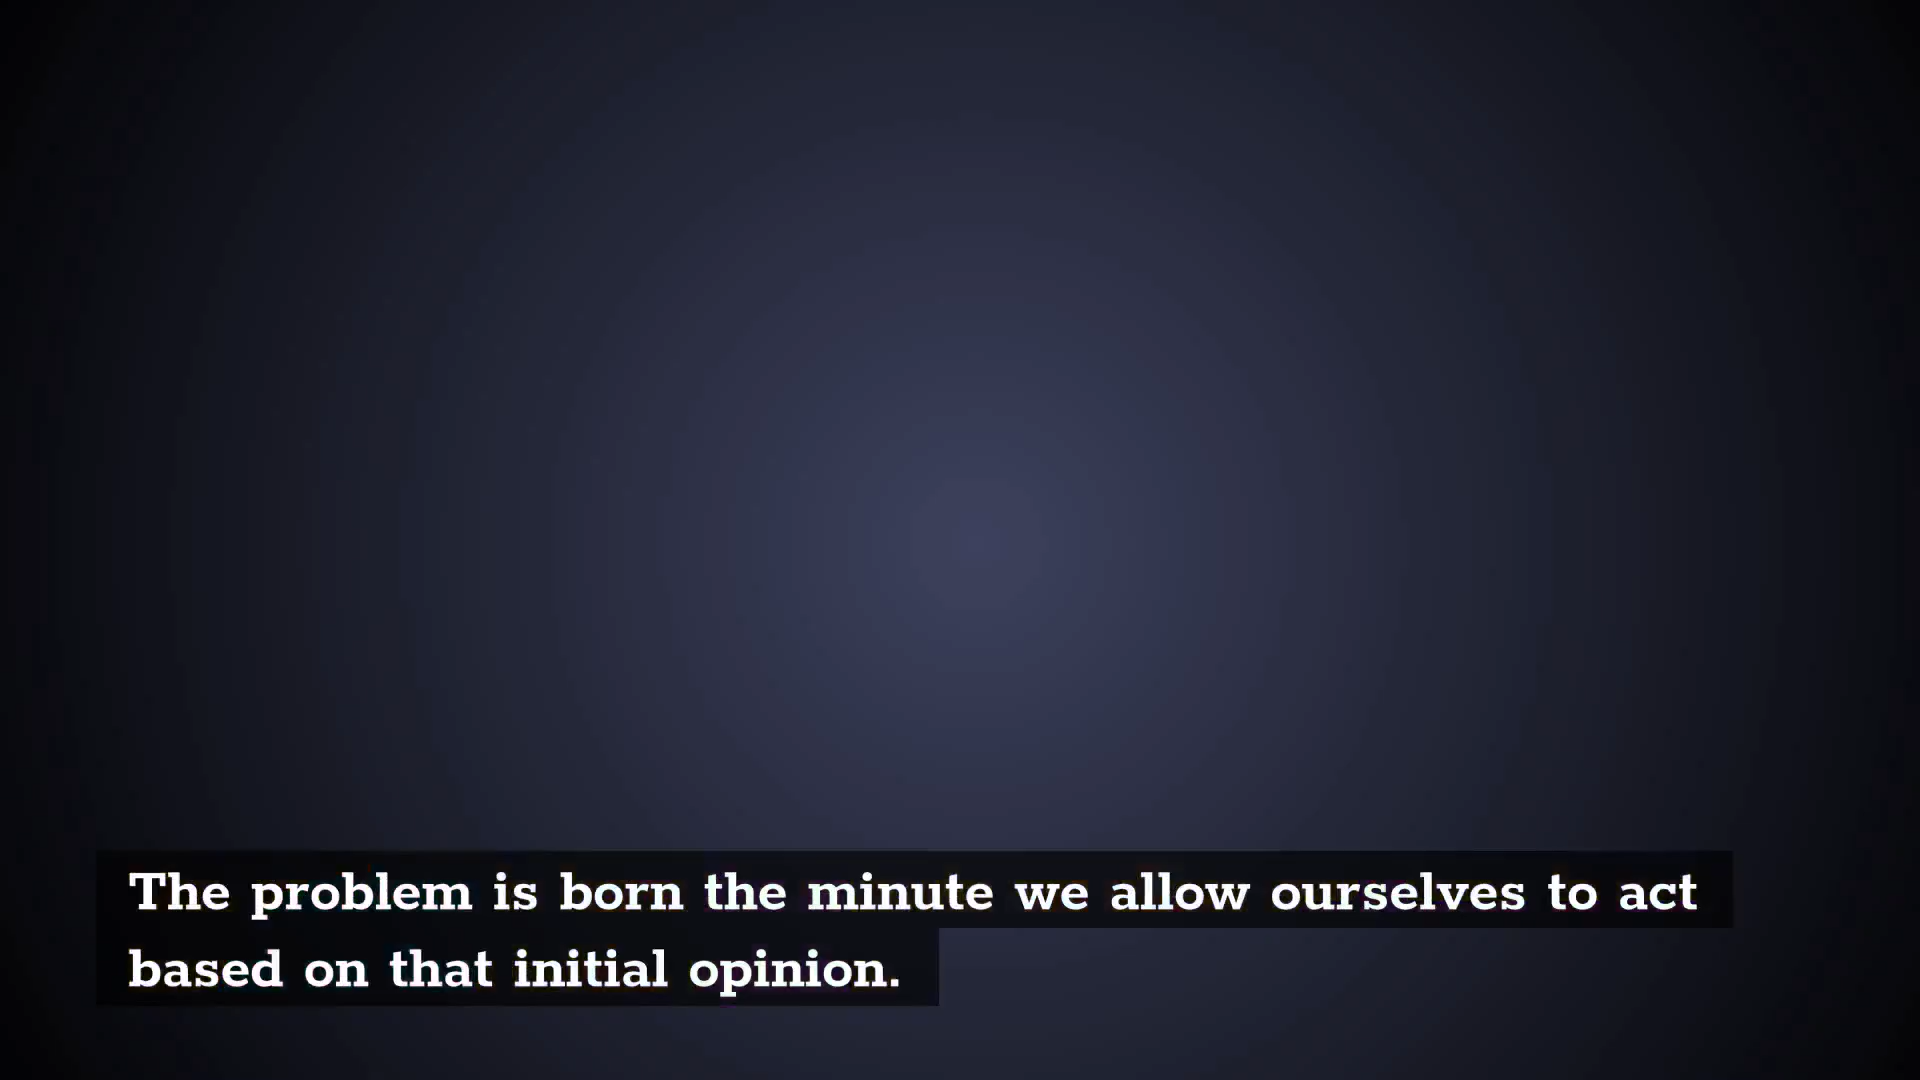 The problem is born the minute we allow ourselves to act
based on that initial opinion.